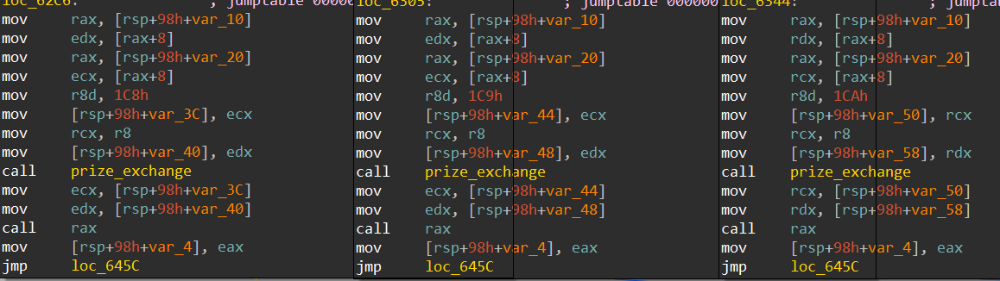 loc_62C6: ; jumptable 000000
mov rax, [rsp+98h+var_10]
mov edx, [rax+8]
mov rax, [rsp+98h+var_20]
mov ecx, [rax+8]
mov r8d, 1C8h
mov [rsp+98h+var_3C], ecx
mov rcx, r8
mov [rsp+98h+var_40], edx
call prize_exchange
mov ecx, [rsp+98h+var_3C]
mov edx, [rsp+98h+var_40]
call rax
mov [rsp+98h+var_4], eax
jmp loc_645C
loc_6305: ; jumptable 000000
mov rax, [rsp+98h+var_10]
mov edx, [rax+8]
mov rax, [rsp+98h+var_20]
mov ecx, [rax+8]
mov r8d, 1C9h
mov [rsp+98h+var_44], ecx
mov rcx, r8
mov [rsp+98h+var_48], edx
call prize_exchange
mov ecx, [rsp+98h+var_44]
mov edx, [rsp+98h+var_48]
call rax
mov [rsp+98h+var_4], eax
jmp loc_645C
loc_6344: ; jumpta
mov rax, [rsp+98h+var_10]
mov rdx, [rax+8]
mov rax, [rsp+98h+var_20]
mov rcx, [rax+8]
mov r8d, 1CAh
mov [rsp+98h+var_50], rcx
mov rcx, r8
mov [rsp+98h+var_58], rdx
call prize_exchange
mov rcx, [rsp+98h+var_50]
mov rdx, [rsp+98h+var_58]
call rax
mov [rsp+98h+var_4], eax
jmp loc_645C